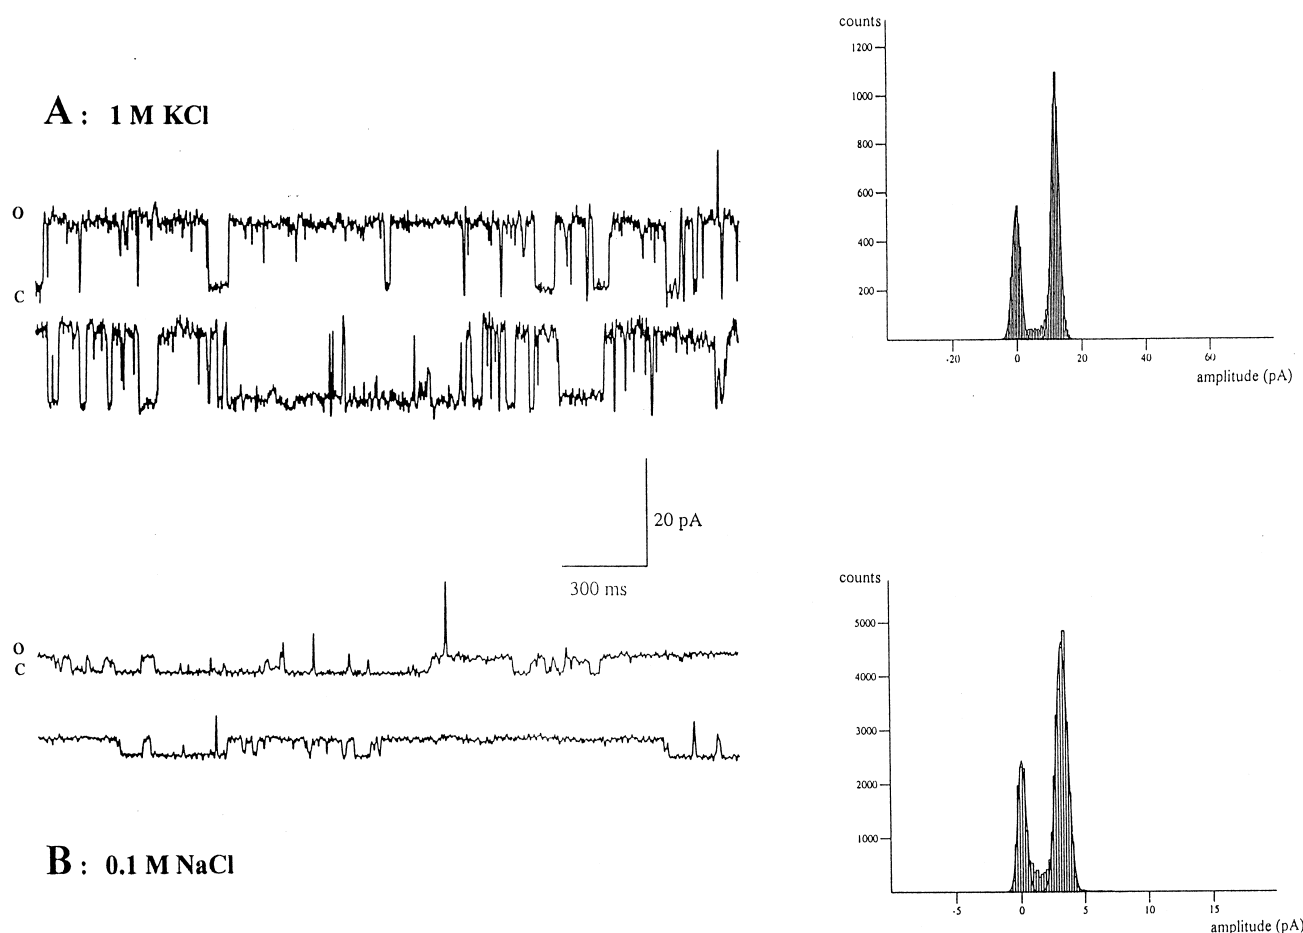 A : 1 M KCl
O
C
counts
1200
1000
800
600
400
200
-20 0 20 40 60
amplitude (pA)
20 pA
300 ms
O
C
B : 0.1 M NaCl
counts
5000
4000
3000
2000
1000
-5 0 5 10 15
amplitude (pA)